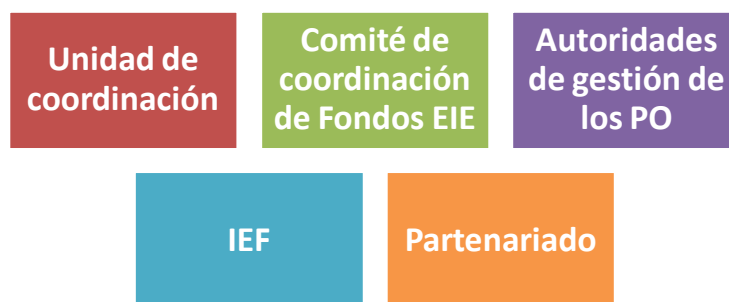 Unidad de
coordinación
Comité de
coordinación
de Fondos EIE
Autoridades
de gestión de
los PO
IEF
Partenariado